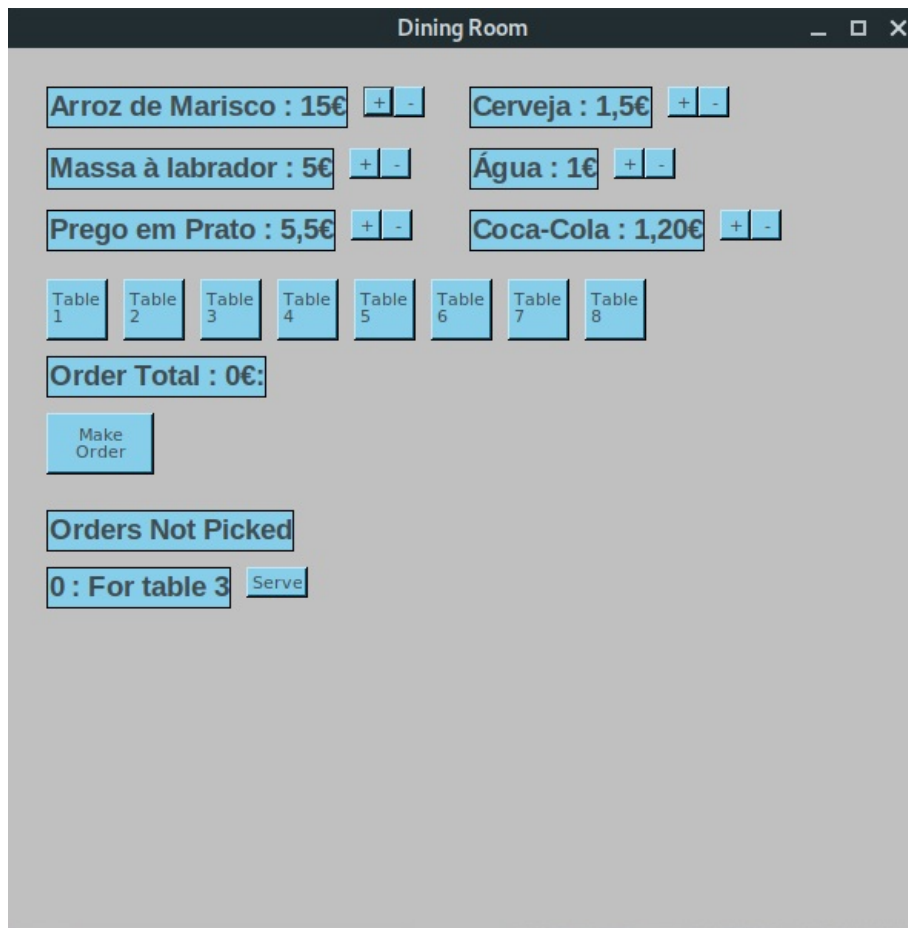 Dining Room
Arroz de Marisco : 15€ + - Cerveja : 1,5€ + -
Massa à labrador : 5€ + - Água : 1€ + -
Prego em Prato : 5,5€ + - Coca-Cola : 1,20€ + -
Table 1 Table 2 Table 3 Table 4 Table 5 Table 6 Table 7 Table 8
Order Total : 0€:
Make
Order
Orders Not Picked
0 : For table 3 Serve